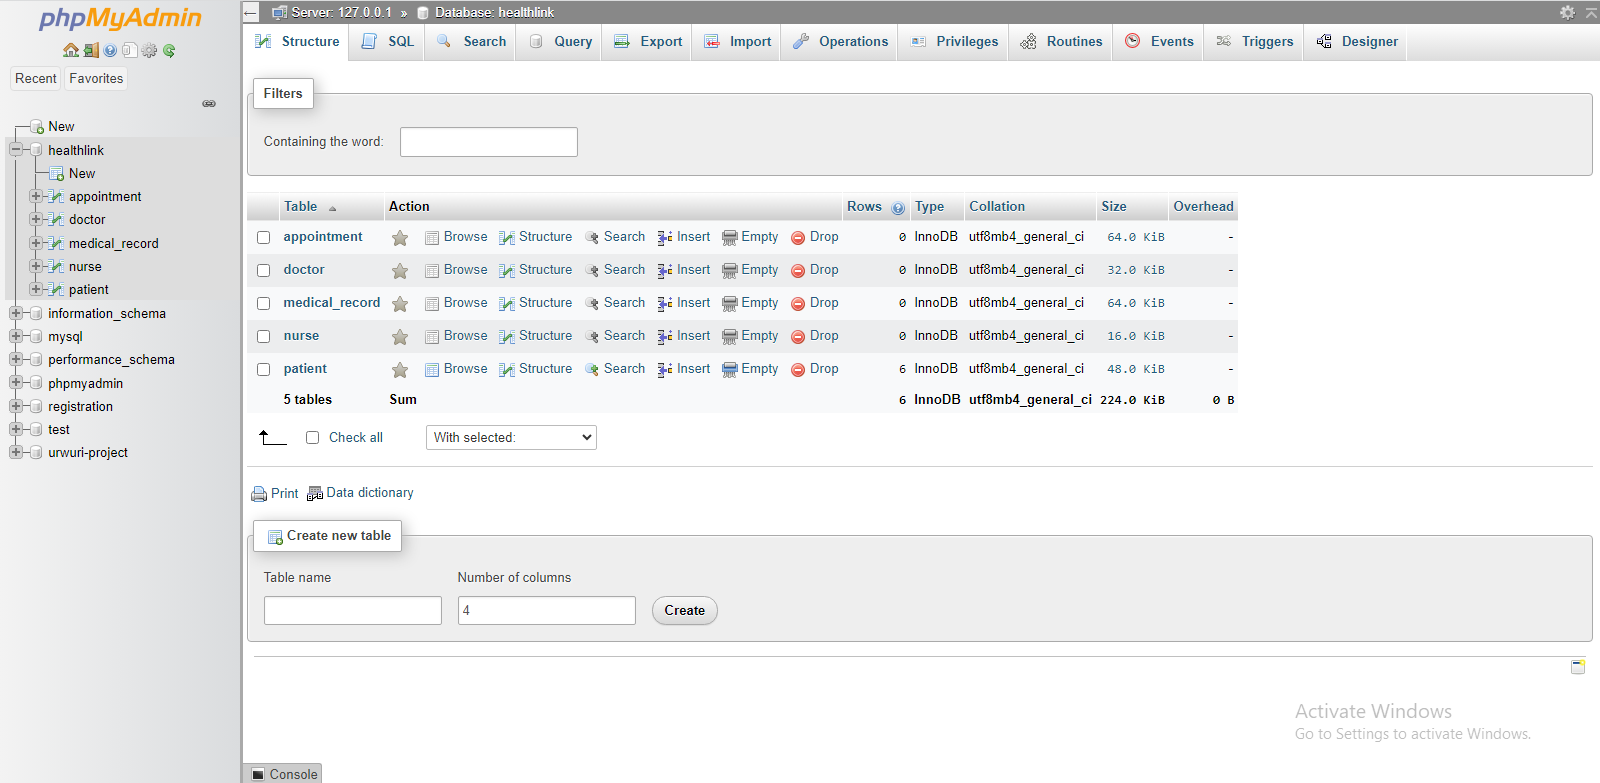 phpMyAdmin
Recent Favorites
New
healthlink
New
appointment
doctor
medical_record
nurse
patient
information_schema
mysql
performance_schema
phpmyadmin
registration
test
urwuri-project
Server: 127.0.0.1 » Database: healthlink
Structure SQL Search Query Export Import Operations Privileges Routines Events Triggers Designer
Filters
Containing the word:
Table Action Rows Type Collation Size Overhead
appointment Browse Structure Search Insert Empty Drop 0 InnoDB utf8mb4_general_ci 64.0 KiB -
doctor Browse Structure Search Insert Empty Drop 0 InnoDB utf8mb4_general_ci 32.0 KiB -
medical_record Browse Structure Search Insert Empty Drop 0 InnoDB utf8mb4_general_ci 64.0 KiB -
nurse Browse Structure Search Insert Empty Drop 0 InnoDB utf8mb4_general_ci 16.0 KiB -
patient Browse Structure Search Insert Empty Drop 6 InnoDB utf8mb4_general_ci 48.0 KiB -
5 tables Sum 6 InnoDB utf8mb4_general_ci 224.0 KiB 0 B
Check all With selected:
Print Data dictionary
Create new table
Table name Number of columns
4 Create
Activate Windows
Go to Settings to activate Windows.
Console